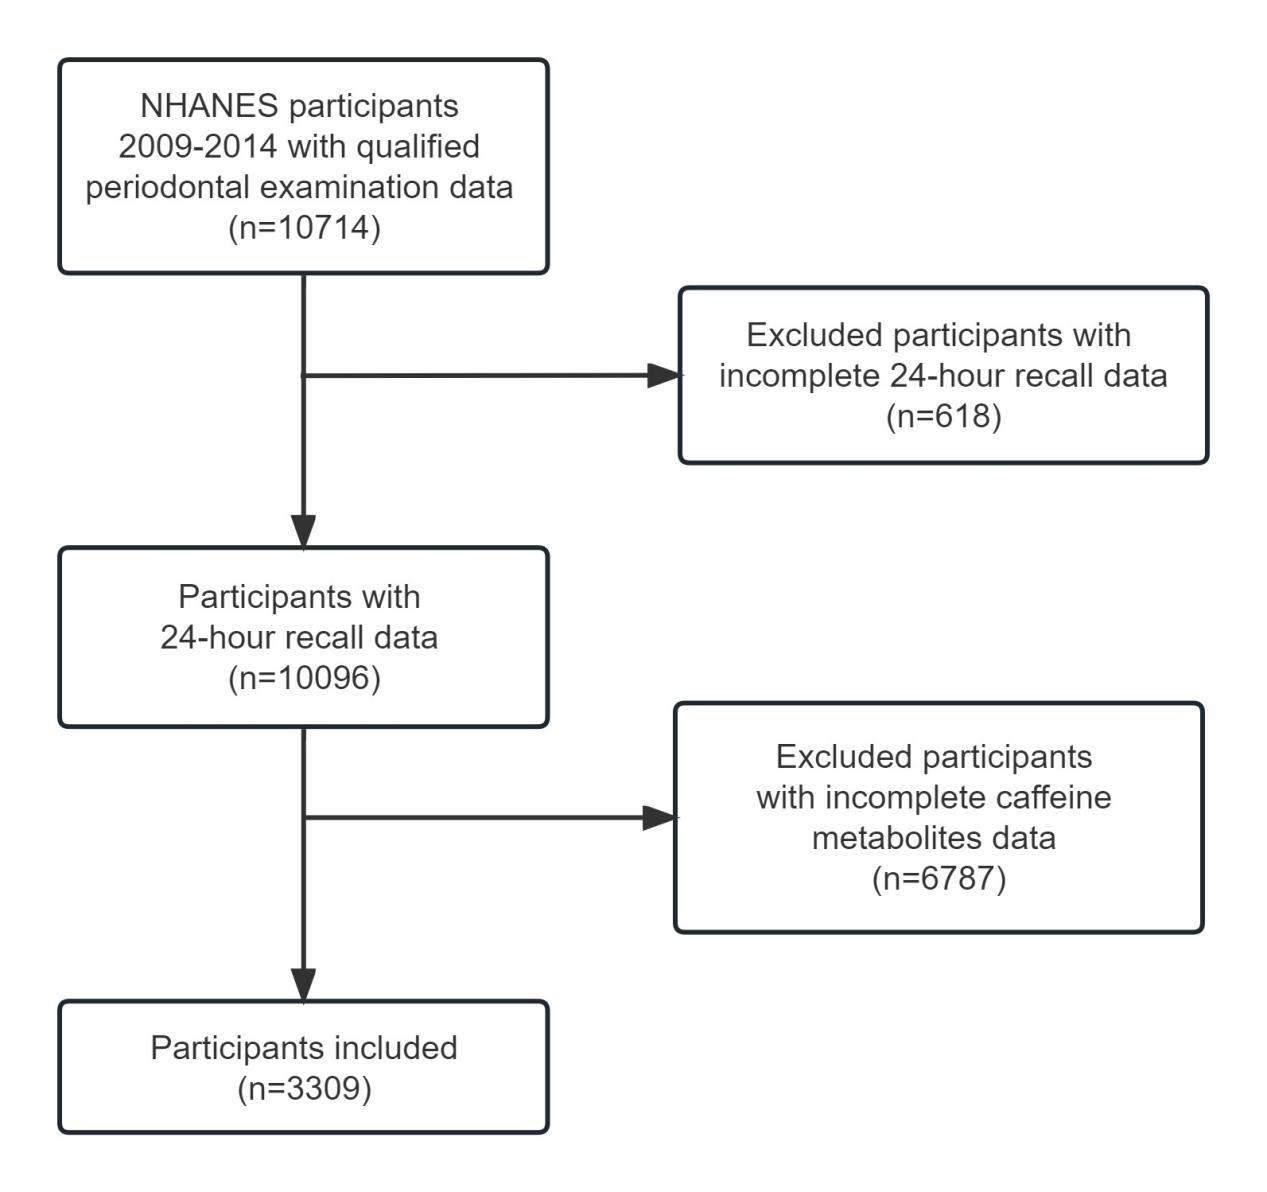 NHANES participants
2009-2014 with qualified
periodontal examination data
(n=10714)
Excluded participants with
incomplete 24-hour recall data
(n=618)
Participants with
24-hour recall data
(n=10096)
Excluded participants
with incomplete caffeine
metabolites data
(n=6787)
Participants included
(n=3309)